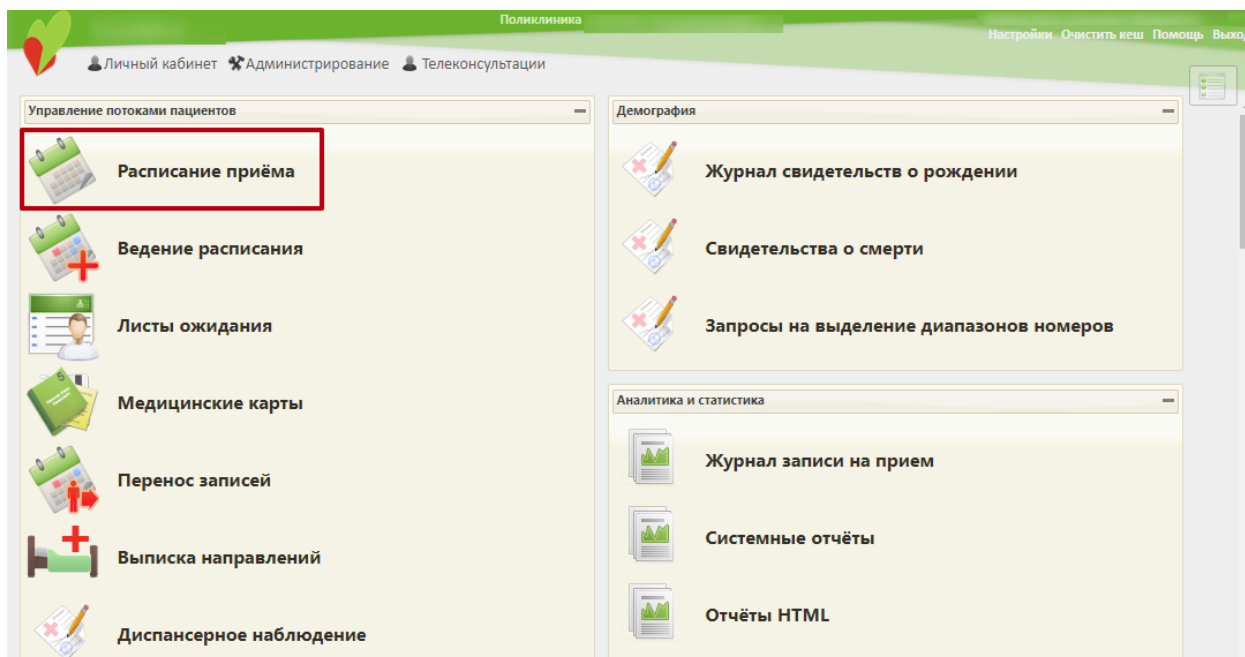 Поликлиника
Настройки Очистить кеш Помощь Выход
Личный кабинет Администрирование Телеконсультации
Управление потоками пациентов
Расписание приёма
Ведение расписания
Листы ожидания
5
Медицинские карты
Перенос записей
Выписка направлений
Диспансерное наблюдение
Демография
Журнал свидетельств о рождении
Свидетельства о смерти
Запросы на выделение диапазонов номеров
Аналитика и статистика
Журнал записи на прием
Системные отчёты
Отчёты HTML